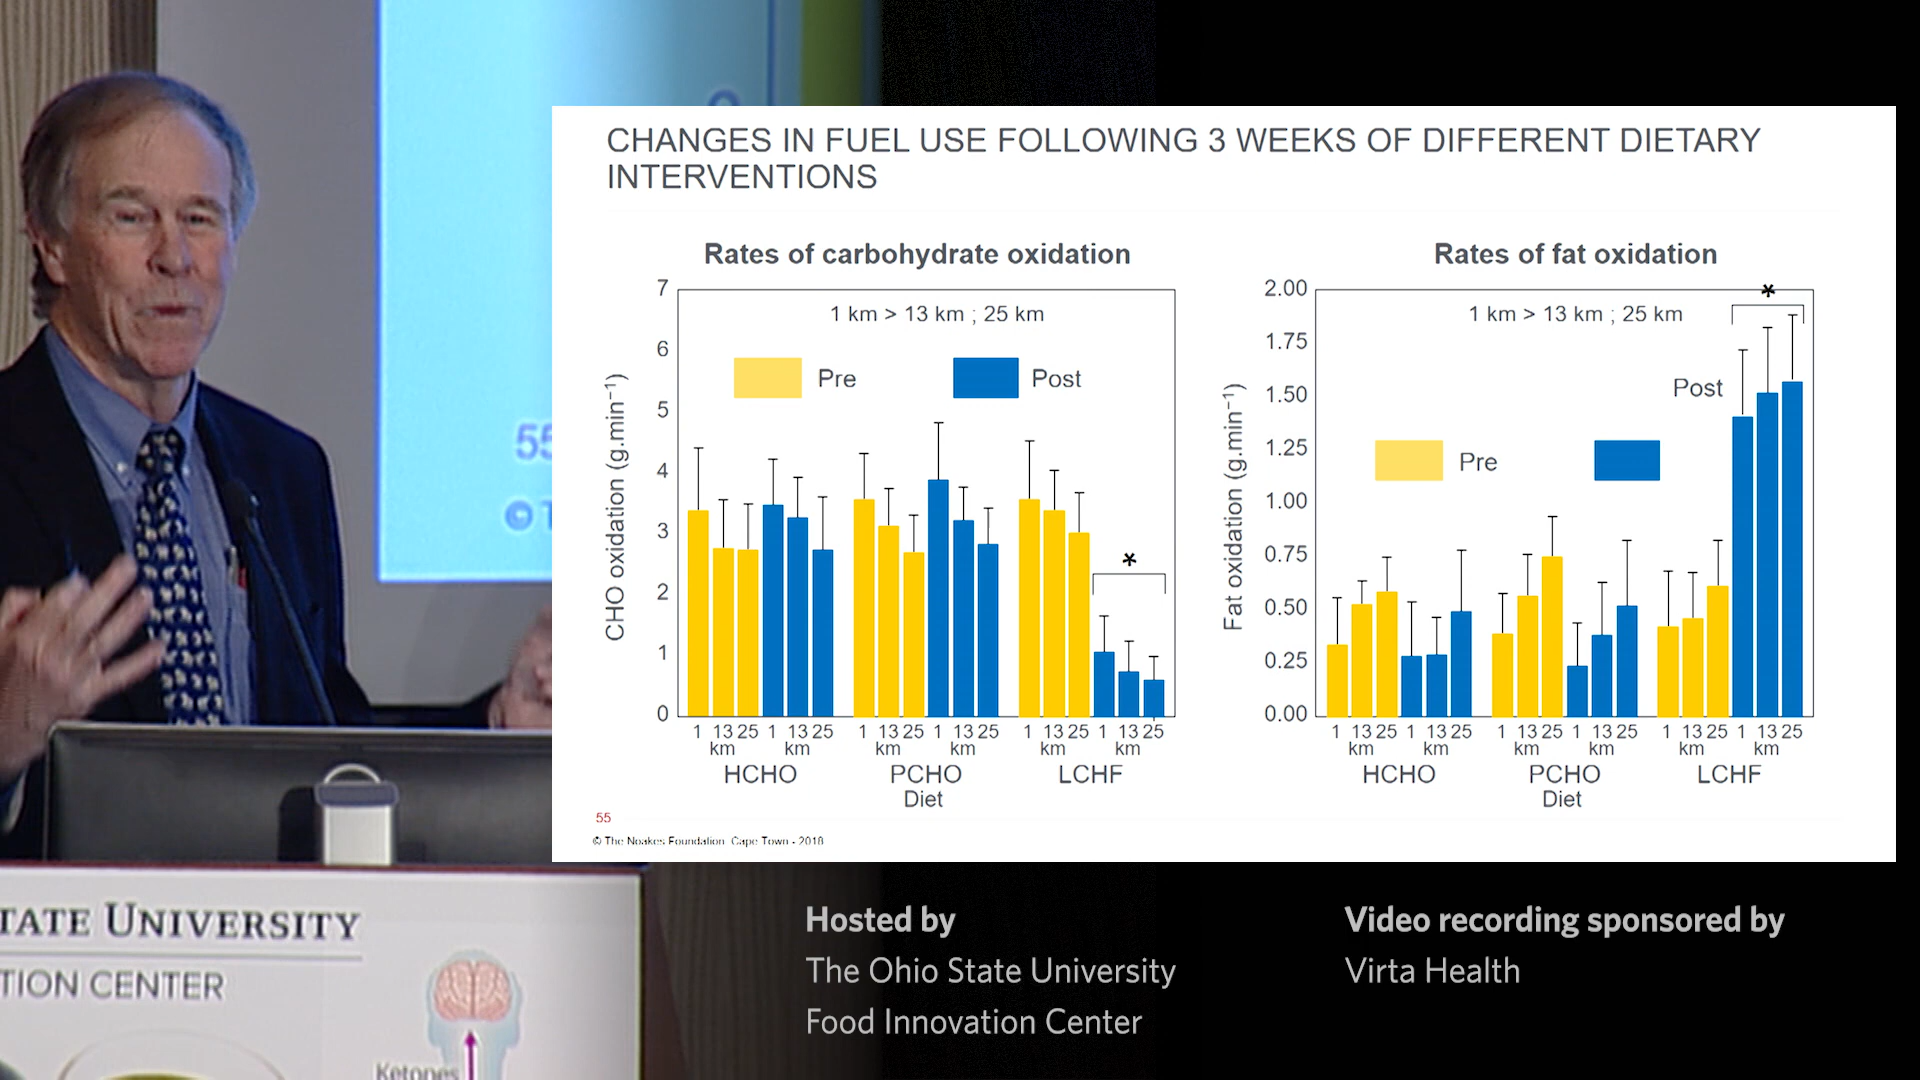 CHANGES IN FUEL USE FOLLOWING 3 WEEKS OF DIFFERENT DIETARY
INTERVENTIONS
Rates of carbohydrate oxidation
1 km > 13 km ; 25 km
Pre
Post
CHO oxidation (g.min⁻¹)
7
6
5
4
3
2
1
0
1 13 25 1 13 25 1 13 25 1 13 25 1 13 25 1 13 25
km km km km km km
HCHO PCHO LCHF
Diet
Rates of fat oxidation
1 km > 13 km ; 25 km
*
Post
Pre
Fat oxidation (g.min⁻¹)
2.00
1.75
1.50
1.25
1.00
0.75
0.50
0.25
0.00
*
1 13 25 1 13 25 1 13 25 1 13 25 1 13 25 1 13 25
km km km km km km
HCHO PCHO LCHF
Diet
55
© The Noakes Foundation Cape Town - 2018
55
© T
TATE UNIVERSITY
TION CENTER
Ketones
Hosted by
The Ohio State University
Food Innovation Center
Video recording sponsored by
Virta Health